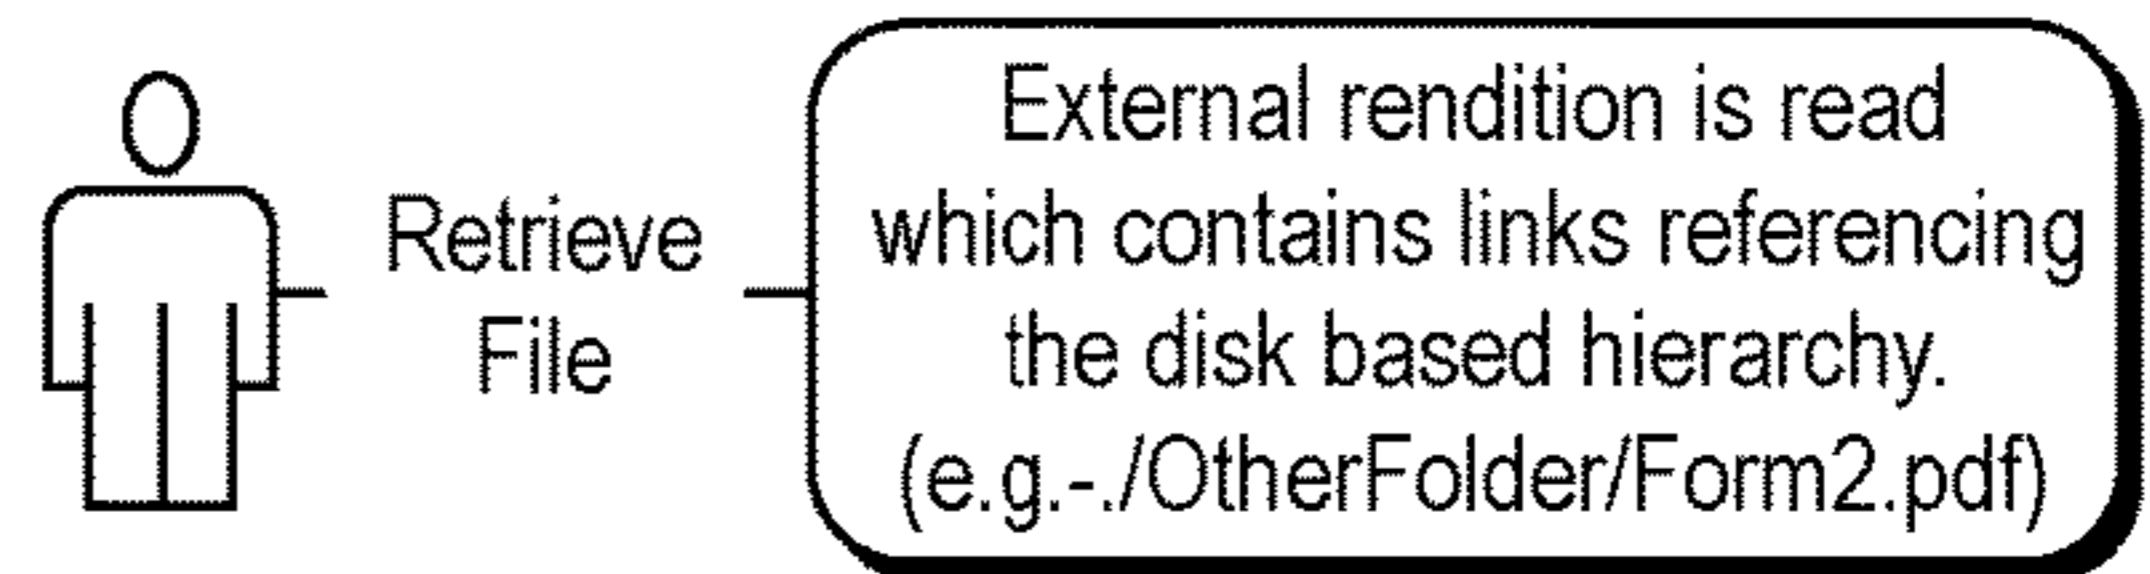 Retrieve
File
External rendition is read
which contains links referencing
the disk based hierarchy.
(e.g.-./OtherFolder/Form2.pdf)